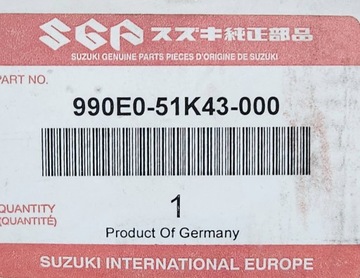 SGP スズキ純正部品
SUZUKI GENUINE PARTS PIÈCES D'ORIGINE DE SUZUKI
PART NO.
990E0-51K43-000
QUANTITY
(QUANTITÉ)
1
Product Of Germany
SUZUKI INTERNATIONAL EUROPE